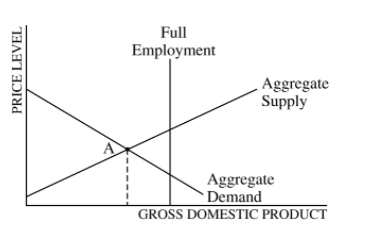 PRICE LEVEL
Full
Employment
Aggregate
Supply
A
Aggregate
Demand
GROSS DOMESTIC PRODUCT